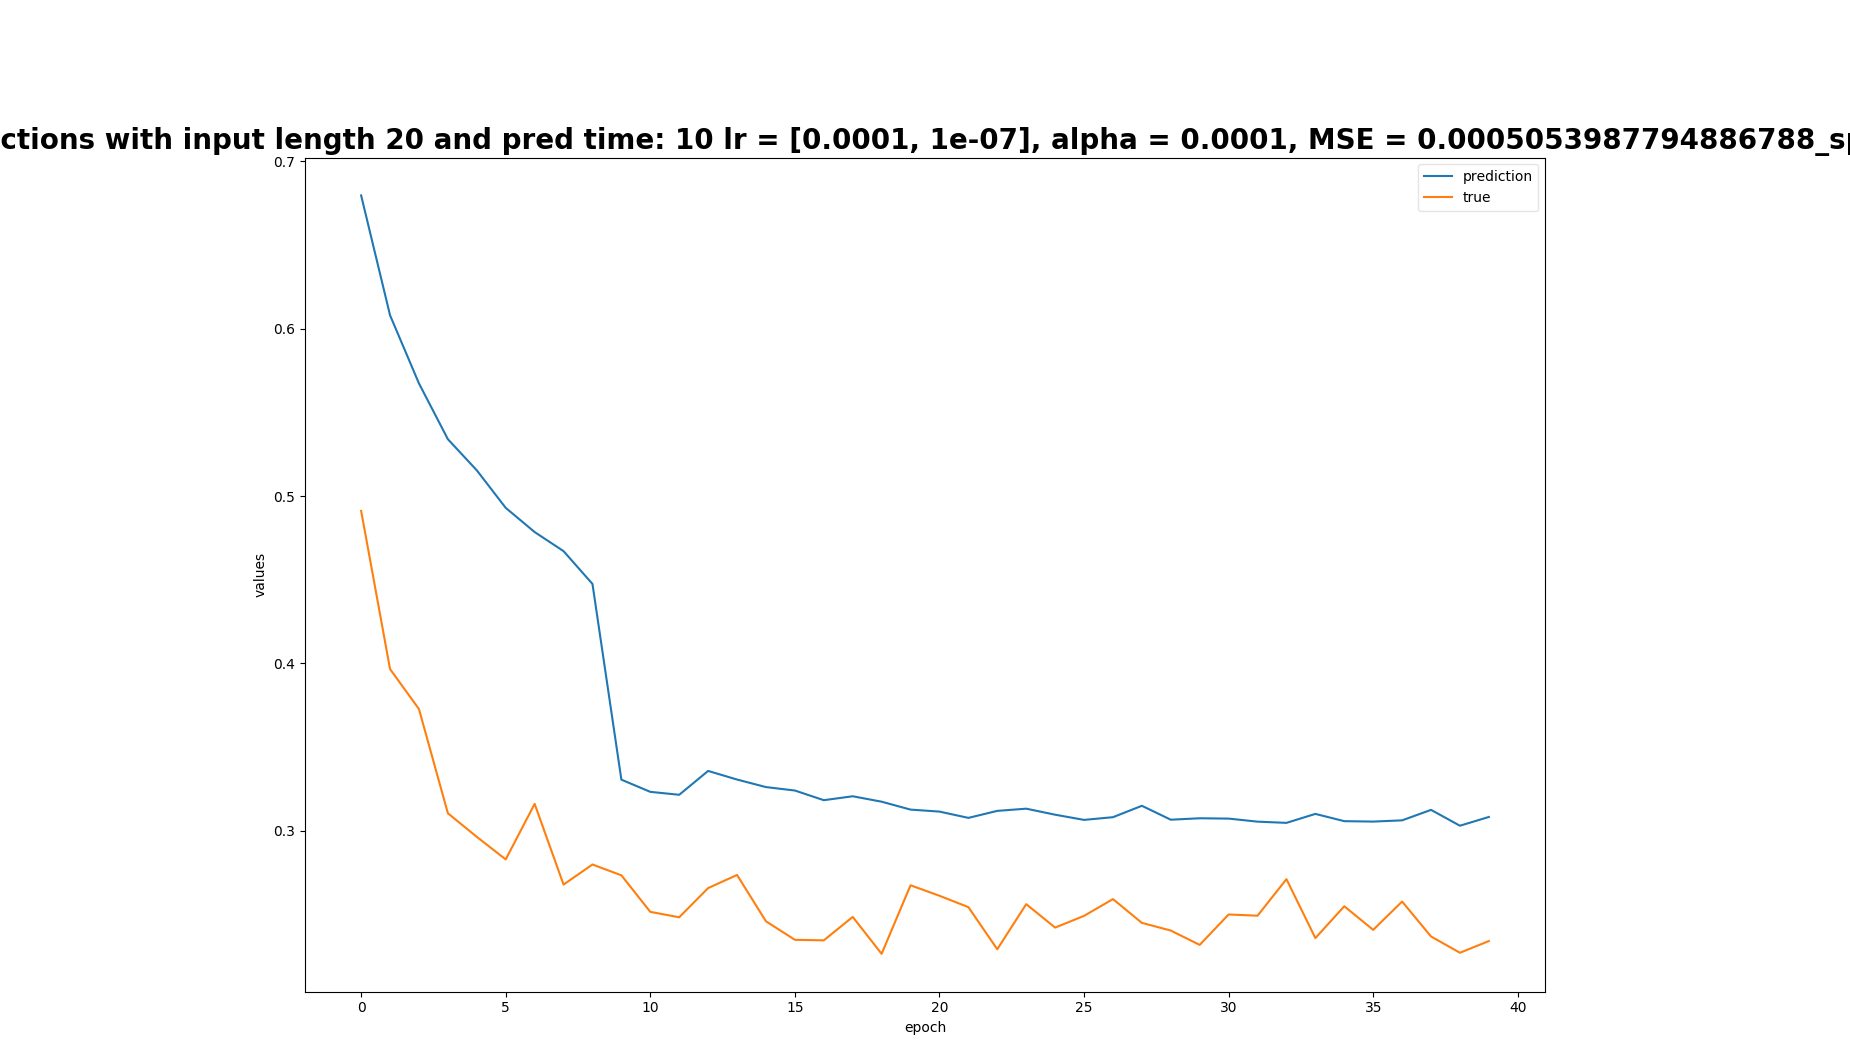 ctions with input length 20 and pred time: 10 lr = [0.0001, 1e-07], alpha = 0.0001, MSE = 0.0005053987794886788_sp
prediction
true
0.7
0.6
0.5
0.4
0.3
values
0
5
10
15
20
25
30
35
40
epoch